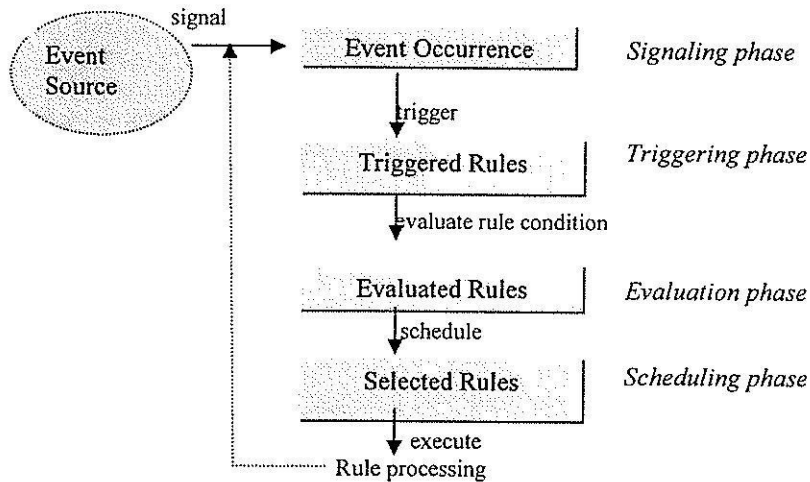 signal
Event
Source
Event Occurrence
Signaling phase
trigger
Triggered Rules
Triggering phase
evaluate rule condition
Evaluated Rules
Evaluation phase
schedule
Selected Rules
Scheduling phase
execute
Rule processing